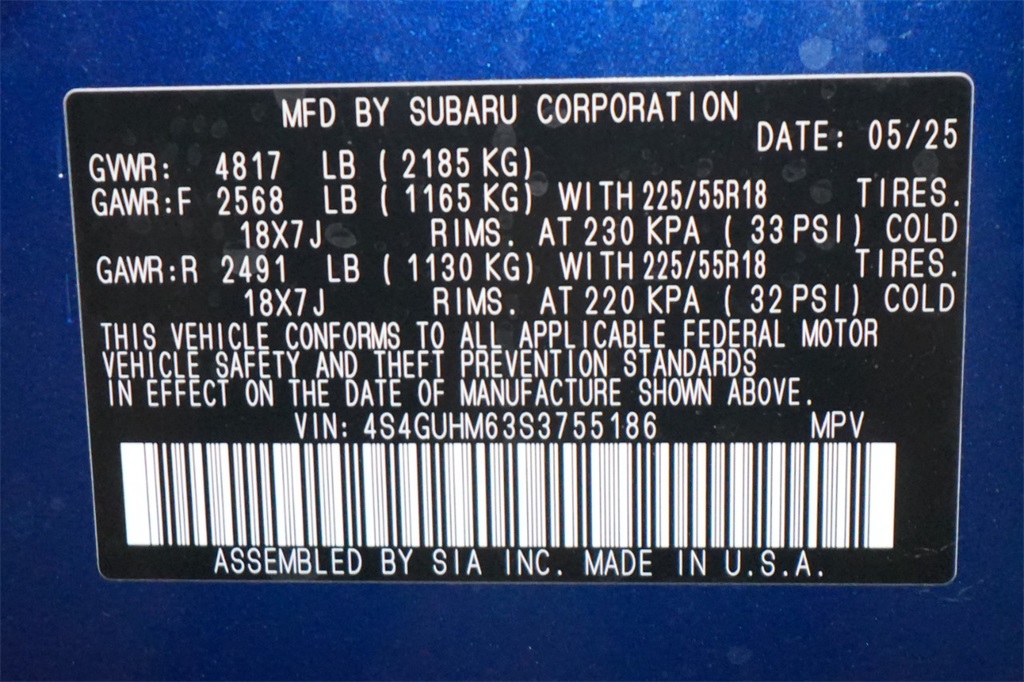 MFD BY SUBARU CORPORATION
DATE: 05/25
GVWR: 4817 LB ( 2185 KG)
GAWR:F 2568 LB ( 1165 KG) WITH 225/55R18 TIRES.
18X7J RIMS. AT 230 KPA ( 33 PSI) COLD
GAWR:R 2491 LB ( 1130 KG) WITH 225/55R18 TIRES.
18X7J RIMS. AT 220 KPA ( 32 PSI) COLD
THIS VEHICLE CONFORMS TO ALL APPLICABLE FEDERAL MOTOR
VEHICLE SAFETY AND THEFT PREVENTION STANDARDS
IN EFFECT ON THE DATE OF MANUFACTURE SHOWN ABOVE.
VIN: 4S4GUHM63S3755186 MPV
ASSEMBLED BY SIA INC. MADE IN U.S.A.